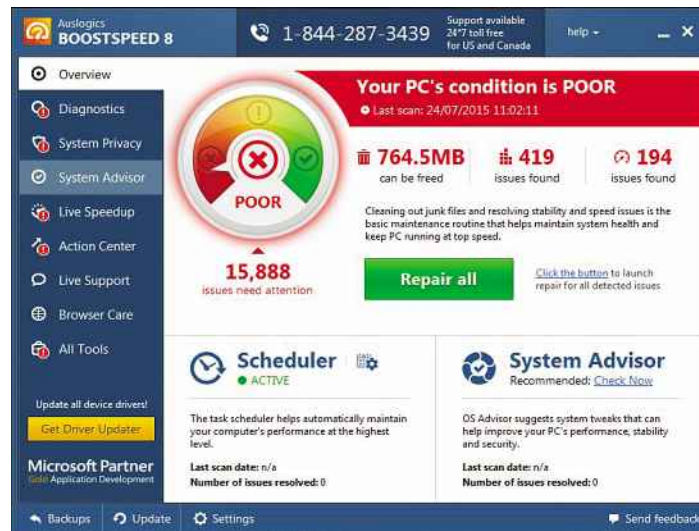 Auslogics
BOOSTSPEED 8
1-844-287-3439
Support available
24*7 toll free
for US and Canada
help
Overview
Diagnostics
System Privacy
System Advisor
Live Speedup
Action Center
Live Support
Browser Care
All Tools
Update all device drivers!
Get Driver Updater
Microsoft Partner
Gold Application Development
Your PC's condition is POOR
Last scan: 24/07/2015 11:02:11
POOR
15,888
issues need attention
764.5MB
can be freed
419
issues found
194
issues found
Cleaning out junk files and resolving stability and speed issues is the
basic maintenance routine that helps maintain system health and
keep PC running at top speed.
Repair all
Click the button to launch
repair for all detected issues
Scheduler
ACTIVE
The task scheduler helps automatically maintain
your computer's performance at the highest
level.
Last scan date: n/a
Number of issues resolved: 0
System Advisor
Recommended: Check Now
OS Advisor suggests system tweaks that can
help improve your PC's performance, stability
and security.
Last scan date: n/a
Number of issues resolved: 0
Backups
Update
Settings
Send feedback